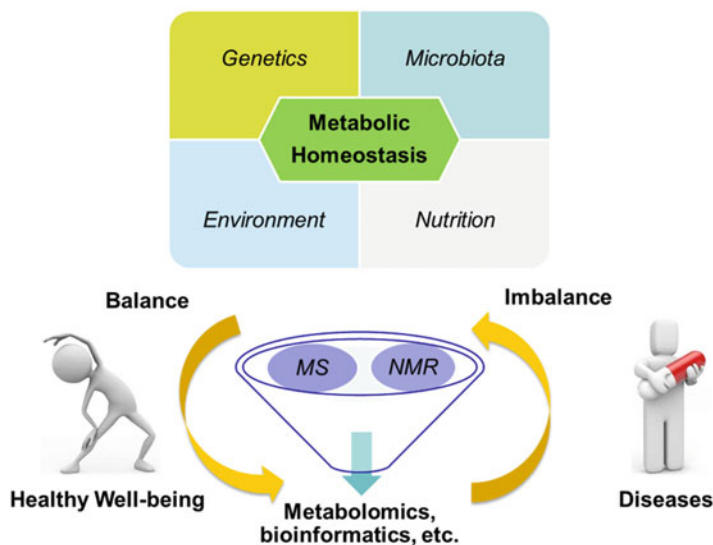 Genetics
Microbiota
Metabolic
Homeostasis
Environment
Nutrition
Balance
Imbalance
MS
NMR
Healthy Well-being
Diseases
Metabolomics,
bioinformatics, etc.